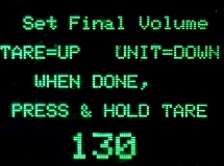 Set Final Volume
TARE=UP UNIT=DOWN
WHEN DONE,
PRESS & HOLD TARE
130